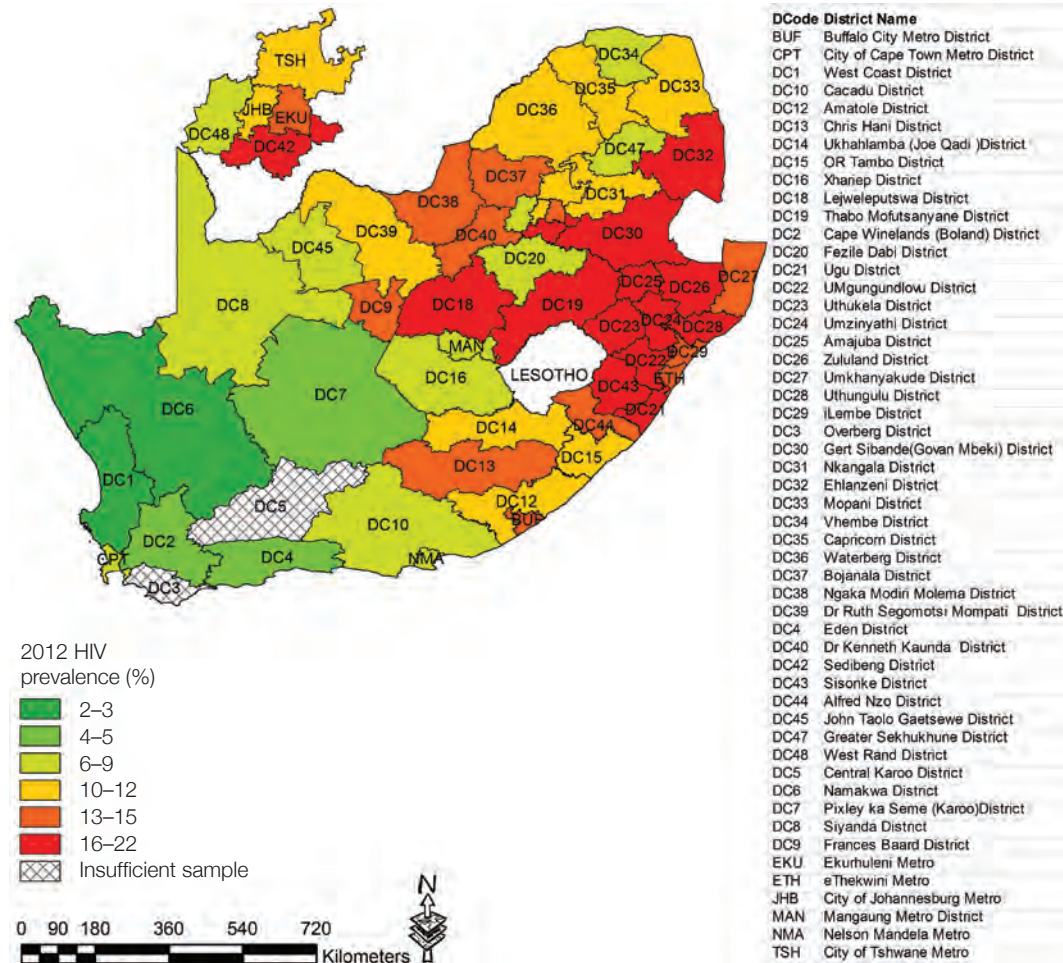 TSH
JHB
EKU
DC48
DC42
DC34
DC35
DC33
DC36
DC47
DC32
DC37
DC31
DC38
DC39
DC40
DC30
DC45
DC20
DC8
DC9
DC18
DC19
DC25
DC26
DC27
DC23
DC24
DC28
MAN
DC22
DC29
DC16
LESOTHO
ETH
DC43
DC7
DC21
DC6
DC44
DC14
DC15
DC13
DC1
DC5
DC12
BUF
DC10
DC2
CPT
DC4
NMA
DC3
2012 HIV
prevalence (%)
2–3
4–5
6–9
10–12
13–15
16–22
Insufficient sample
N
0 90 180 360 540 720
Kilometers
DCode District Name
BUF Buffalo City Metro District
CPT City of Cape Town Metro District
DC1 West Coast District
DC10 Cacadu District
DC12 Amatole District
DC13 Chris Hani District
DC14 Ukhahlamba (Joe Qadi )District
DC15 OR Tambo District
DC16 Xhariep District
DC18 Lejweleputswa District
DC19 Thabo Mofutsanyane District
DC2 Cape Winelands (Boland) District
DC20 Fezile Dabi District
DC21 Ugu District
DC22 UMgungundlovu District
DC23 Uthukela District
DC24 Umzinyathi District
DC25 Amajuba District
DC26 Zululand District
DC27 Umkhanyakude District
DC28 Uthungulu District
DC29 iLembe District
DC3 Overberg District
DC30 Gert Sibande(Govan Mbeki) District
DC31 Nkangala District
DC32 Ehlanzeni District
DC33 Mopani District
DC34 Vhembe District
DC35 Capricorn District
DC36 Waterberg District
DC37 Bojanala District
DC38 Ngaka Modiri Molema District
DC39 Dr Ruth Segomotsi Mompati District
DC4 Eden District
DC40 Dr Kenneth Kaunda District
DC42 Sedibeng District
DC43 Sisonke District
DC44 Alfred Nzo District
DC45 John Taolo Gaetsewe District
DC47 Greater Sekhukhune District
DC48 West Rand District
DC5 Central Karoo District
DC6 Namakwa District
DC7 Pixley ka Seme (Karoo)District
DC8 Siyanda District
DC9 Frances Baard District
EKU Ekurhuleni Metro
ETH eThekwini Metro
JHB City of Johannesburg Metro
MAN Mangaung Metro District
NMA Nelson Mandela Metro
TSH City of Tshwane Metro